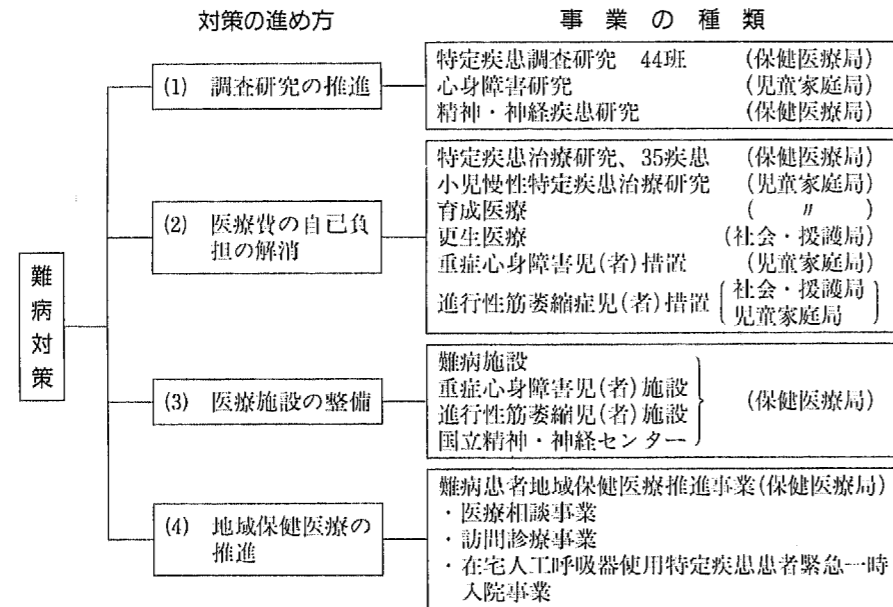 対策の進め方
事業の種類
難病対策
(1) 調査研究の推進
特定疾患調査研究 44班 (保健医療局)
心身障害研究 (児童家庭局)
精神・神経疾患研究 (保健医療局)
(2) 医療費の自己負
担の解消
特定疾患治療研究、35疾患 (保健医療局)
小児慢性特定疾患治療研究 (児童家庭局)
育成医療 ( 〃 )
更生医療 (社会・援護局)
重症心身障害児(者)措置 (児童家庭局)
進行性筋萎縮症児(者)措置 社会・援護局
児童家庭局
(3) 医療施設の整備
難病施設
重症心身障害児(者)施設
進行性筋萎縮児(者)施設
国立精神・神経センター
(保健医療局)
(4) 地域保健医療の
推進
難病患者地域保健医療推進事業(保健医療局)
・医療相談事業
・訪問診療事業
・在宅人工呼吸器使用特定疾患患者緊急一時
入院事業